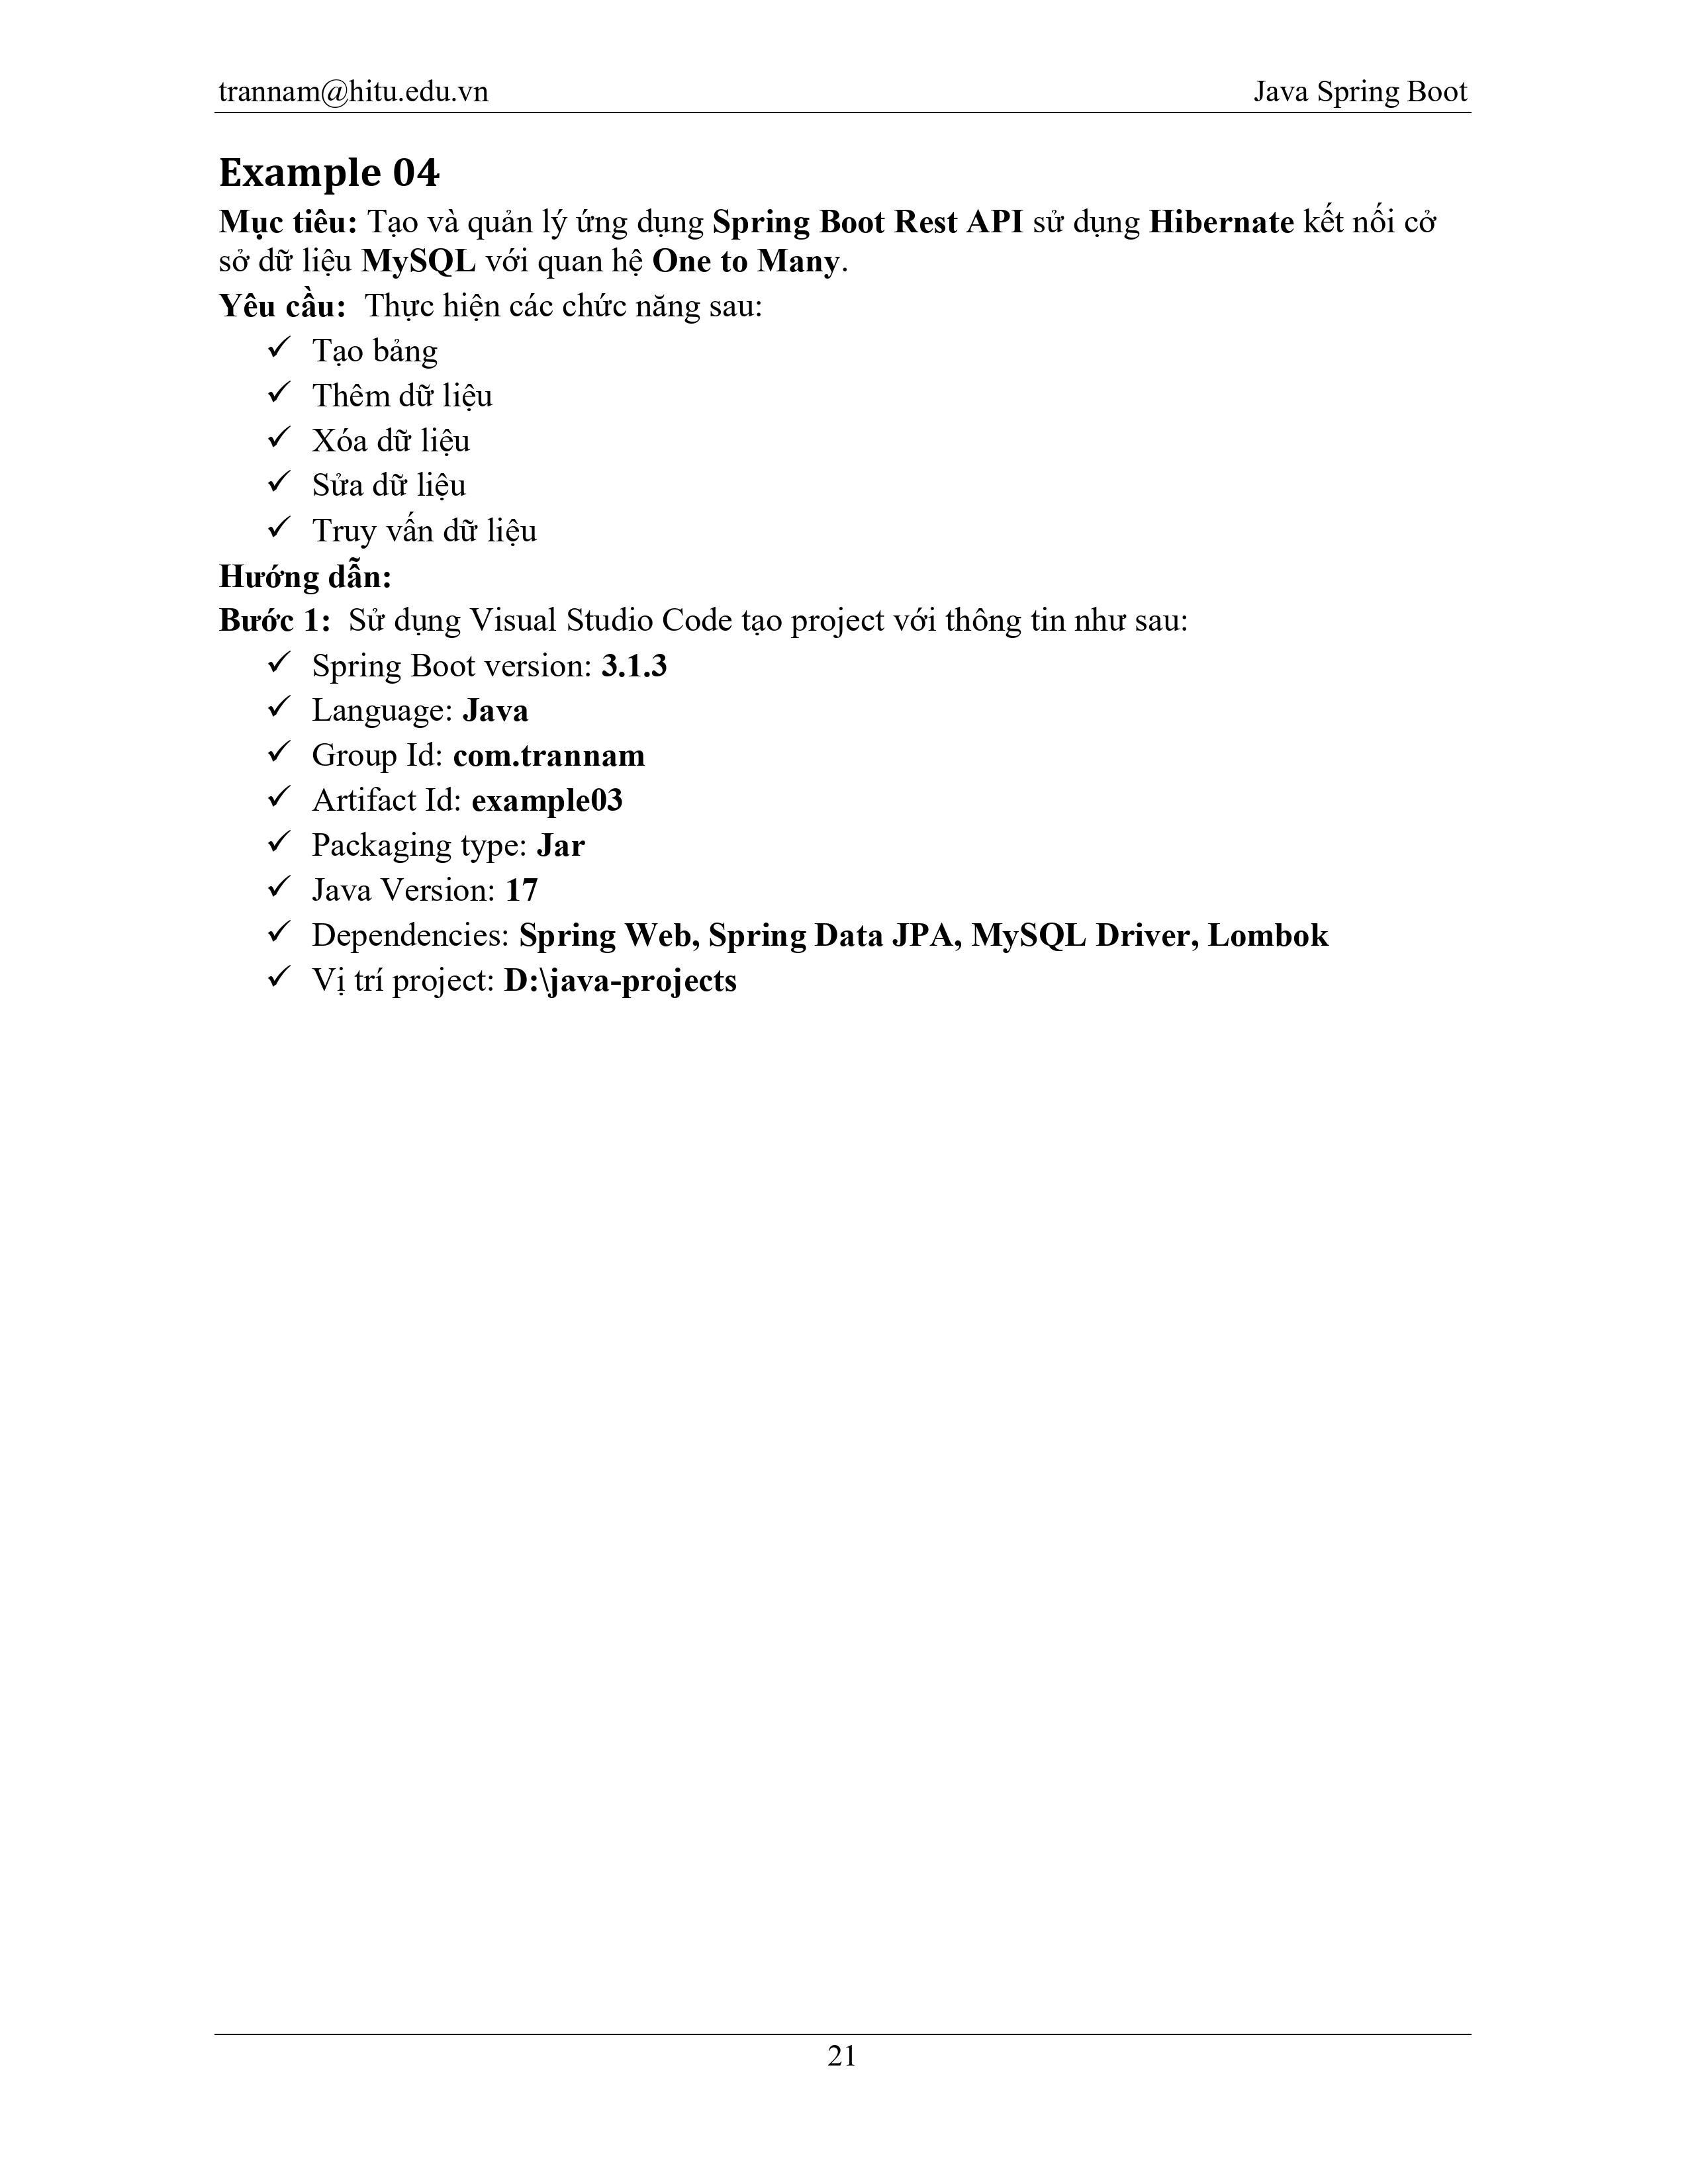 trannam@hitu.edu.vn Java Spring Boot
Example 04
Mục tiêu: Tạo và quản lý ứng dụng Spring Boot Rest API sử dụng Hibernate kết nối cở
sở dữ liệu MySQL với quan hệ One to Many.
Yêu cầu: Thực hiện các chức năng sau:
✓ Tạo bảng
✓ Thêm dữ liệu
✓ Xóa dữ liệu
✓ Sửa dữ liệu
✓ Truy vấn dữ liệu
Hướng dẫn:
Bước 1: Sử dụng Visual Studio Code tạo project với thông tin như sau:
✓ Spring Boot version: 3.1.3
✓ Language: Java
✓ Group Id: com.trannam
✓ Artifact Id: example03
✓ Packaging type: Jar
✓ Java Version: 17
✓ Dependencies: Spring Web, Spring Data JPA, MySQL Driver, Lombok
✓ Vị trí project: D:\java-projects
21